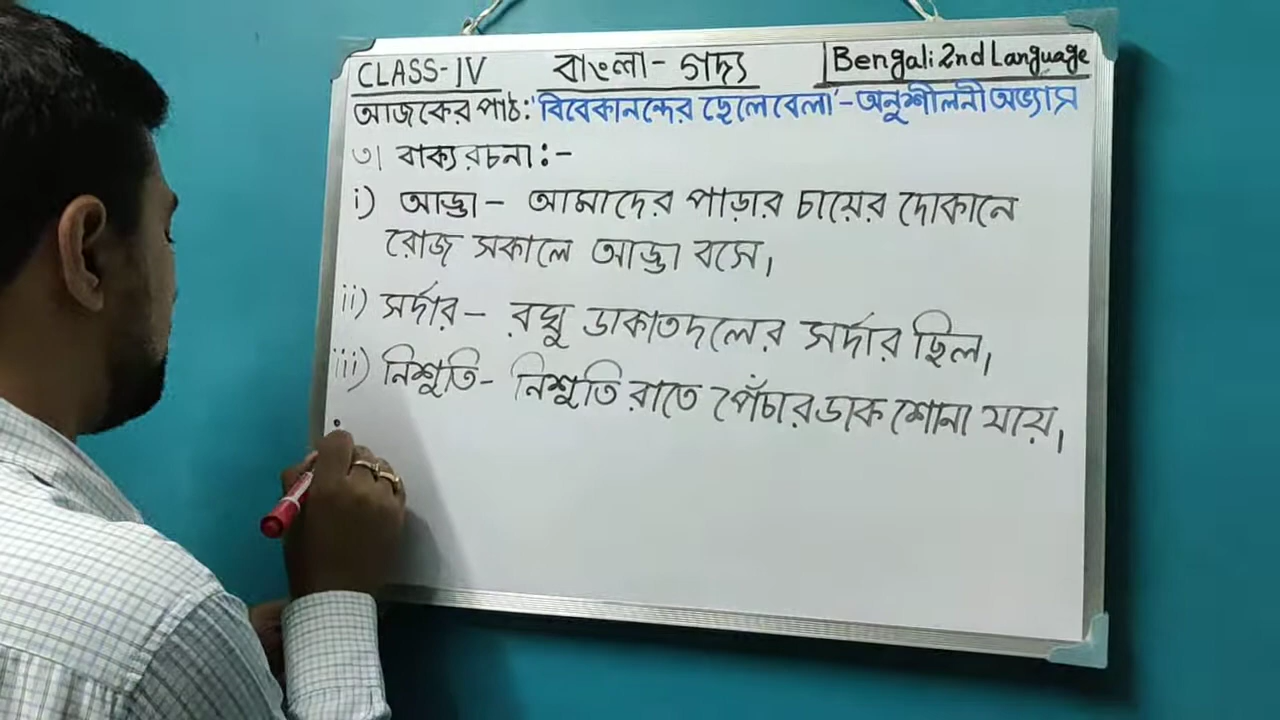 CLASS-IV বাংলা - গদ্য Bengali 2nd Language
আজকের পাঠ: 'বিবেকানন্দের ছেলেবেলা' - অনুশীলনী অভ্যাস
৩। বাক্য রচনা:-
i) আড্ডা - আমাদের পাড়ার চায়ের দোকানে
রোজ সকালে আড্ডা বসে।
ii) সর্দার - রঘু ডাকাতদলের সর্দার ছিল।
iii) নিশুতি - নিশুতি রাতে পেঁচার ডাক শোনা যায়।